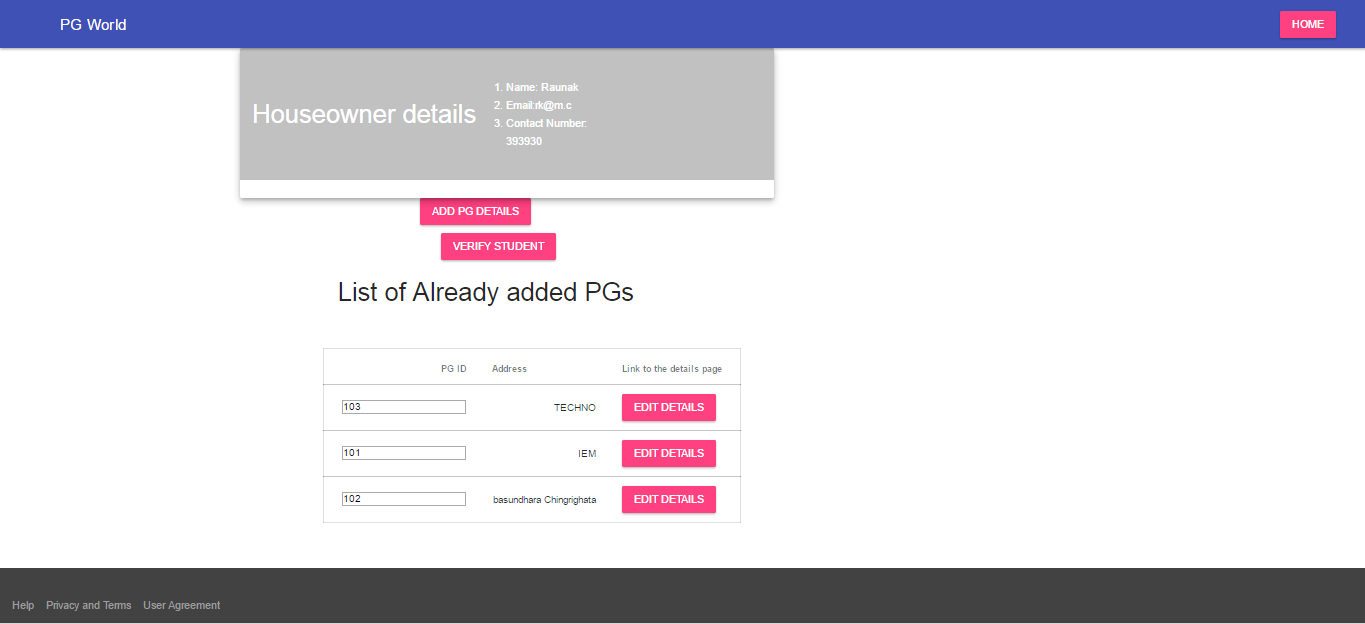 PG World
HOME
Houseowner details
1. Name: Raunak
2. Email:rk@m.c
3. Contact Number:
393930
ADD PG DETAILS
VERIFY STUDENT
List of Already added PGs
PG ID Address Link to the details page
103 TECHNO EDIT DETAILS
101 IEM EDIT DETAILS
102 basundhara Chingrighata EDIT DETAILS
Help Privacy and Terms User Agreement